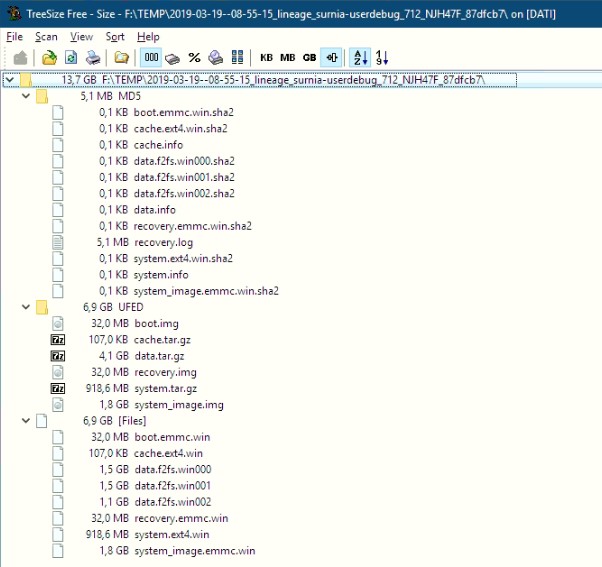 TreeSize Free - Size - F:\TEMP\2019-03-19--08-55-15_lineage_surnia-userdebug_712_NJH47F_87dfcb7\ on [DATI]
File Scan View Sort Help
000 % KB MB GB A Z 1 9
13,7 GB F:\TEMP\2019-03-19--08-55-15_lineage_surnia-userdebug_712_NJH47F_87dfcb7\
5,1 MB MD5
0,1 KB boot.emmc.win.sha2
0,1 KB cache.ext4.win.sha2
0,1 KB cache.info
0,1 KB data.f2fs.win000.sha2
0,1 KB data.f2fs.win001.sha2
0,1 KB data.f2fs.win002.sha2
0,1 KB data.info
0,1 KB recovery.emmc.win.sha2
5,1 MB recovery.log
0,1 KB system.ext4.win.sha2
0,1 KB system.info
0,1 KB system_image.emmc.win.sha2
6,9 GB UFED
32,0 MB boot.img
107,0 KB cache.tar.gz
4,1 GB data.tar.gz
32,0 MB recovery.img
918,6 MB system.tar.gz
1,8 GB system_image.img
6,9 GB [Files]
32,0 MB boot.emmc.win
107,0 KB cache.ext4.win
1,5 GB data.f2fs.win000
1,5 GB data.f2fs.win001
1,1 GB data.f2fs.win002
32,0 MB recovery.emmc.win
918,6 MB system.ext4.win
1,8 GB system_image.emmc.win